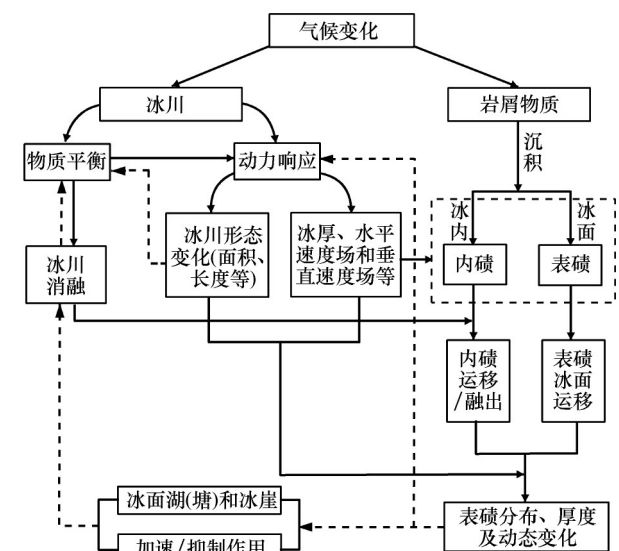 气候变化
冰川
岩屑物质
沉
积
物质平衡
动力响应
冰
内
冰
面
冰川
消融
冰川形态
变化(面积、
长度等)
冰厚、水平
速度场和垂
直速度场等
内碛
表碛
内碛
运移
/融出
表碛
冰面
运移
冰面湖(塘)和冰崖
加速/抑制作用
表碛分布、厚度
及动态变化